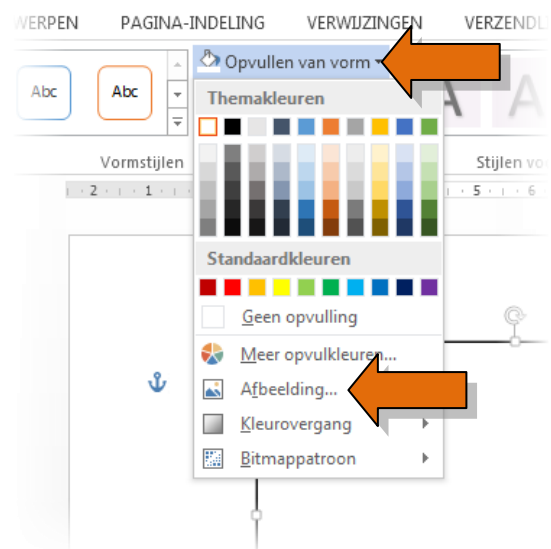 WERPEN PAGINA-INDELING VERWIJZINGEN VERZENDL
Opvullen van vorm
Abc Abc
A A
Themakleuren
Vormstijlen
Stijlen vo
2 1 5 6
Standaardkleuren
Geen opvulling
Meer opvulkleuren...
Afbeelding...
Kleurovergang
Bitmappatroon